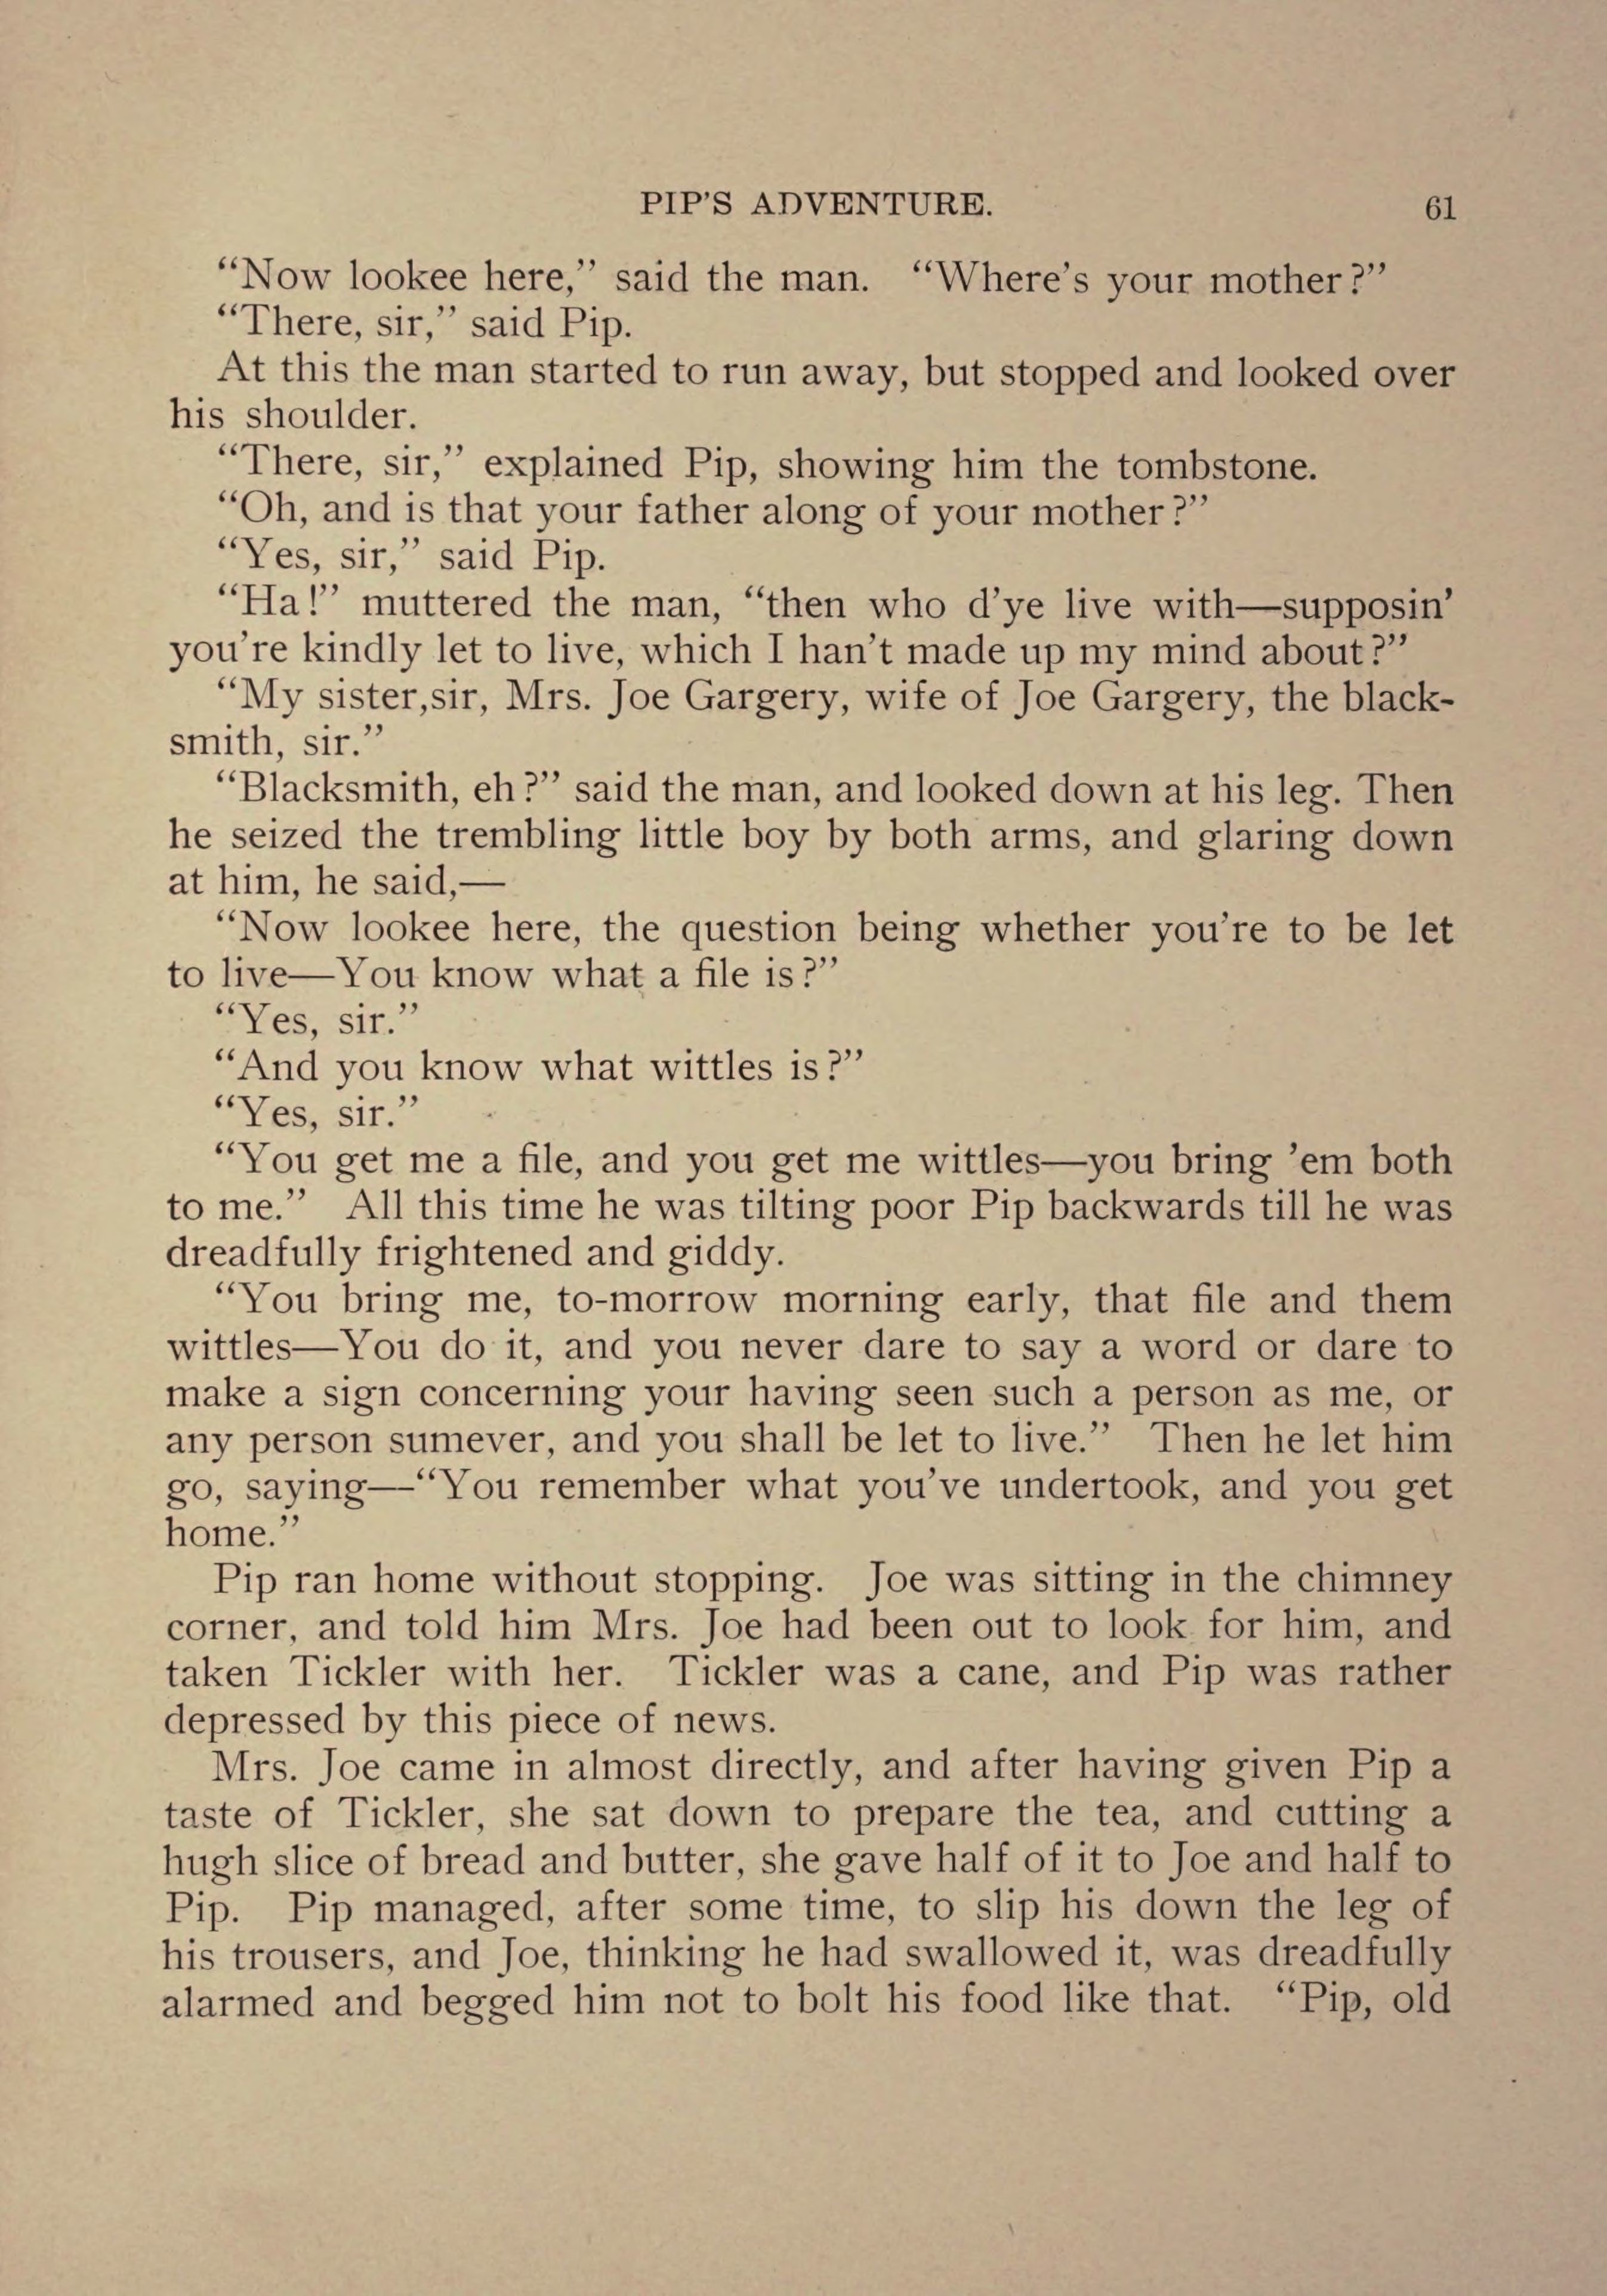 PIP'S ADVENTURE. 61
“Now lookee here,” said the man. “Where's your mother?”
“There, sir,” said Pip.
At this the man started to run away, but stopped and looked over
his shoulder.
“There, sir,” explained Pip, showing him the tombstone.
“Oh, and is that your father along of your mother?”
“Yes, sir,” said Pip.
“Ha!” muttered the man, “then who d'ye live with—supposin'
you're kindly let to live, which I han't made up my mind about?”
“My sister,sir, Mrs. Joe Gargery, wife of Joe Gargery, the black-
smith, sir.”
“Blacksmith, eh?” said the man, and looked down at his leg. Then
he seized the trembling little boy by both arms, and glaring down
at him, he said,—
“Now lookee here, the question being whether you're to be let
to live—You know what a file is?”
“Yes, sir.”
“And you know what wittles is?”
“Yes, sir.”
“You get me a file, and you get me wittles—you bring 'em both
to me.” All this time he was tilting poor Pip backwards till he was
dreadfully frightened and giddy.
“You bring me, to-morrow morning early, that file and them
wittles—You do it, and you never dare to say a word or dare to
make a sign concerning your having seen such a person as me, or
any person sumever, and you shall be let to live.” Then he let him
go, saying—“You remember what you've undertook, and you get
home.”
Pip ran home without stopping. Joe was sitting in the chimney
corner, and told him Mrs. Joe had been out to look for him, and
taken Tickler with her. Tickler was a cane, and Pip was rather
depressed by this piece of news.
Mrs. Joe came in almost directly, and after having given Pip a
taste of Tickler, she sat down to prepare the tea, and cutting a
hugh slice of bread and butter, she gave half of it to Joe and half to
Pip. Pip managed, after some time, to slip his down the leg of
his trousers, and Joe, thinking he had swallowed it, was dreadfully
alarmed and begged him not to bolt his food like that. “Pip, old